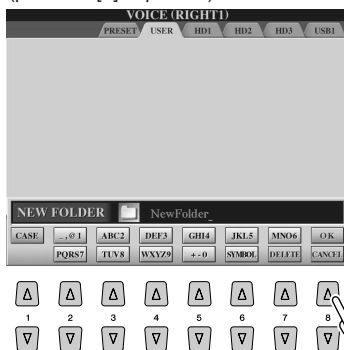 VOICE (RIGHT1)
PRESET USER HD1 HD2 HD3 USB1
NEW FOLDER NewFolder_
CASE _,@1 ABC2 DEF3 GHI4 JKL5 MNO6 OK
PQRS7 TUV8 WXYZ9 +-0 SYMBOL DELETE CANCEL
1 2 3 4 5 6 7 8